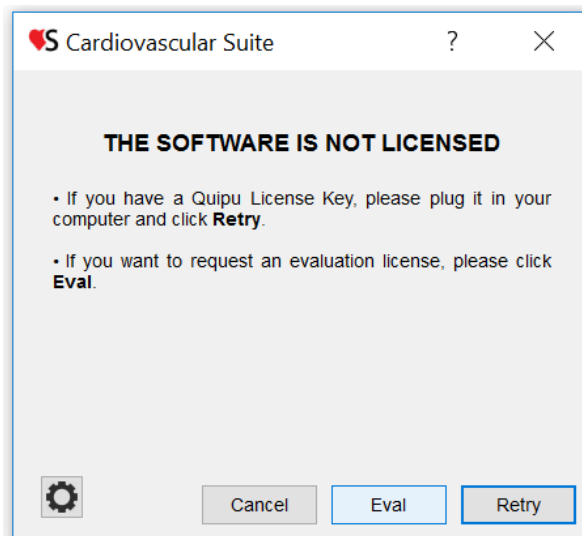 S Cardiovascular Suite ?
THE SOFTWARE IS NOT LICENSED
• If you have a Quipu License Key, please plug it in your
computer and click Retry.
• If you want to request an evaluation license, please click
Eval.
Cancel Eval Retry